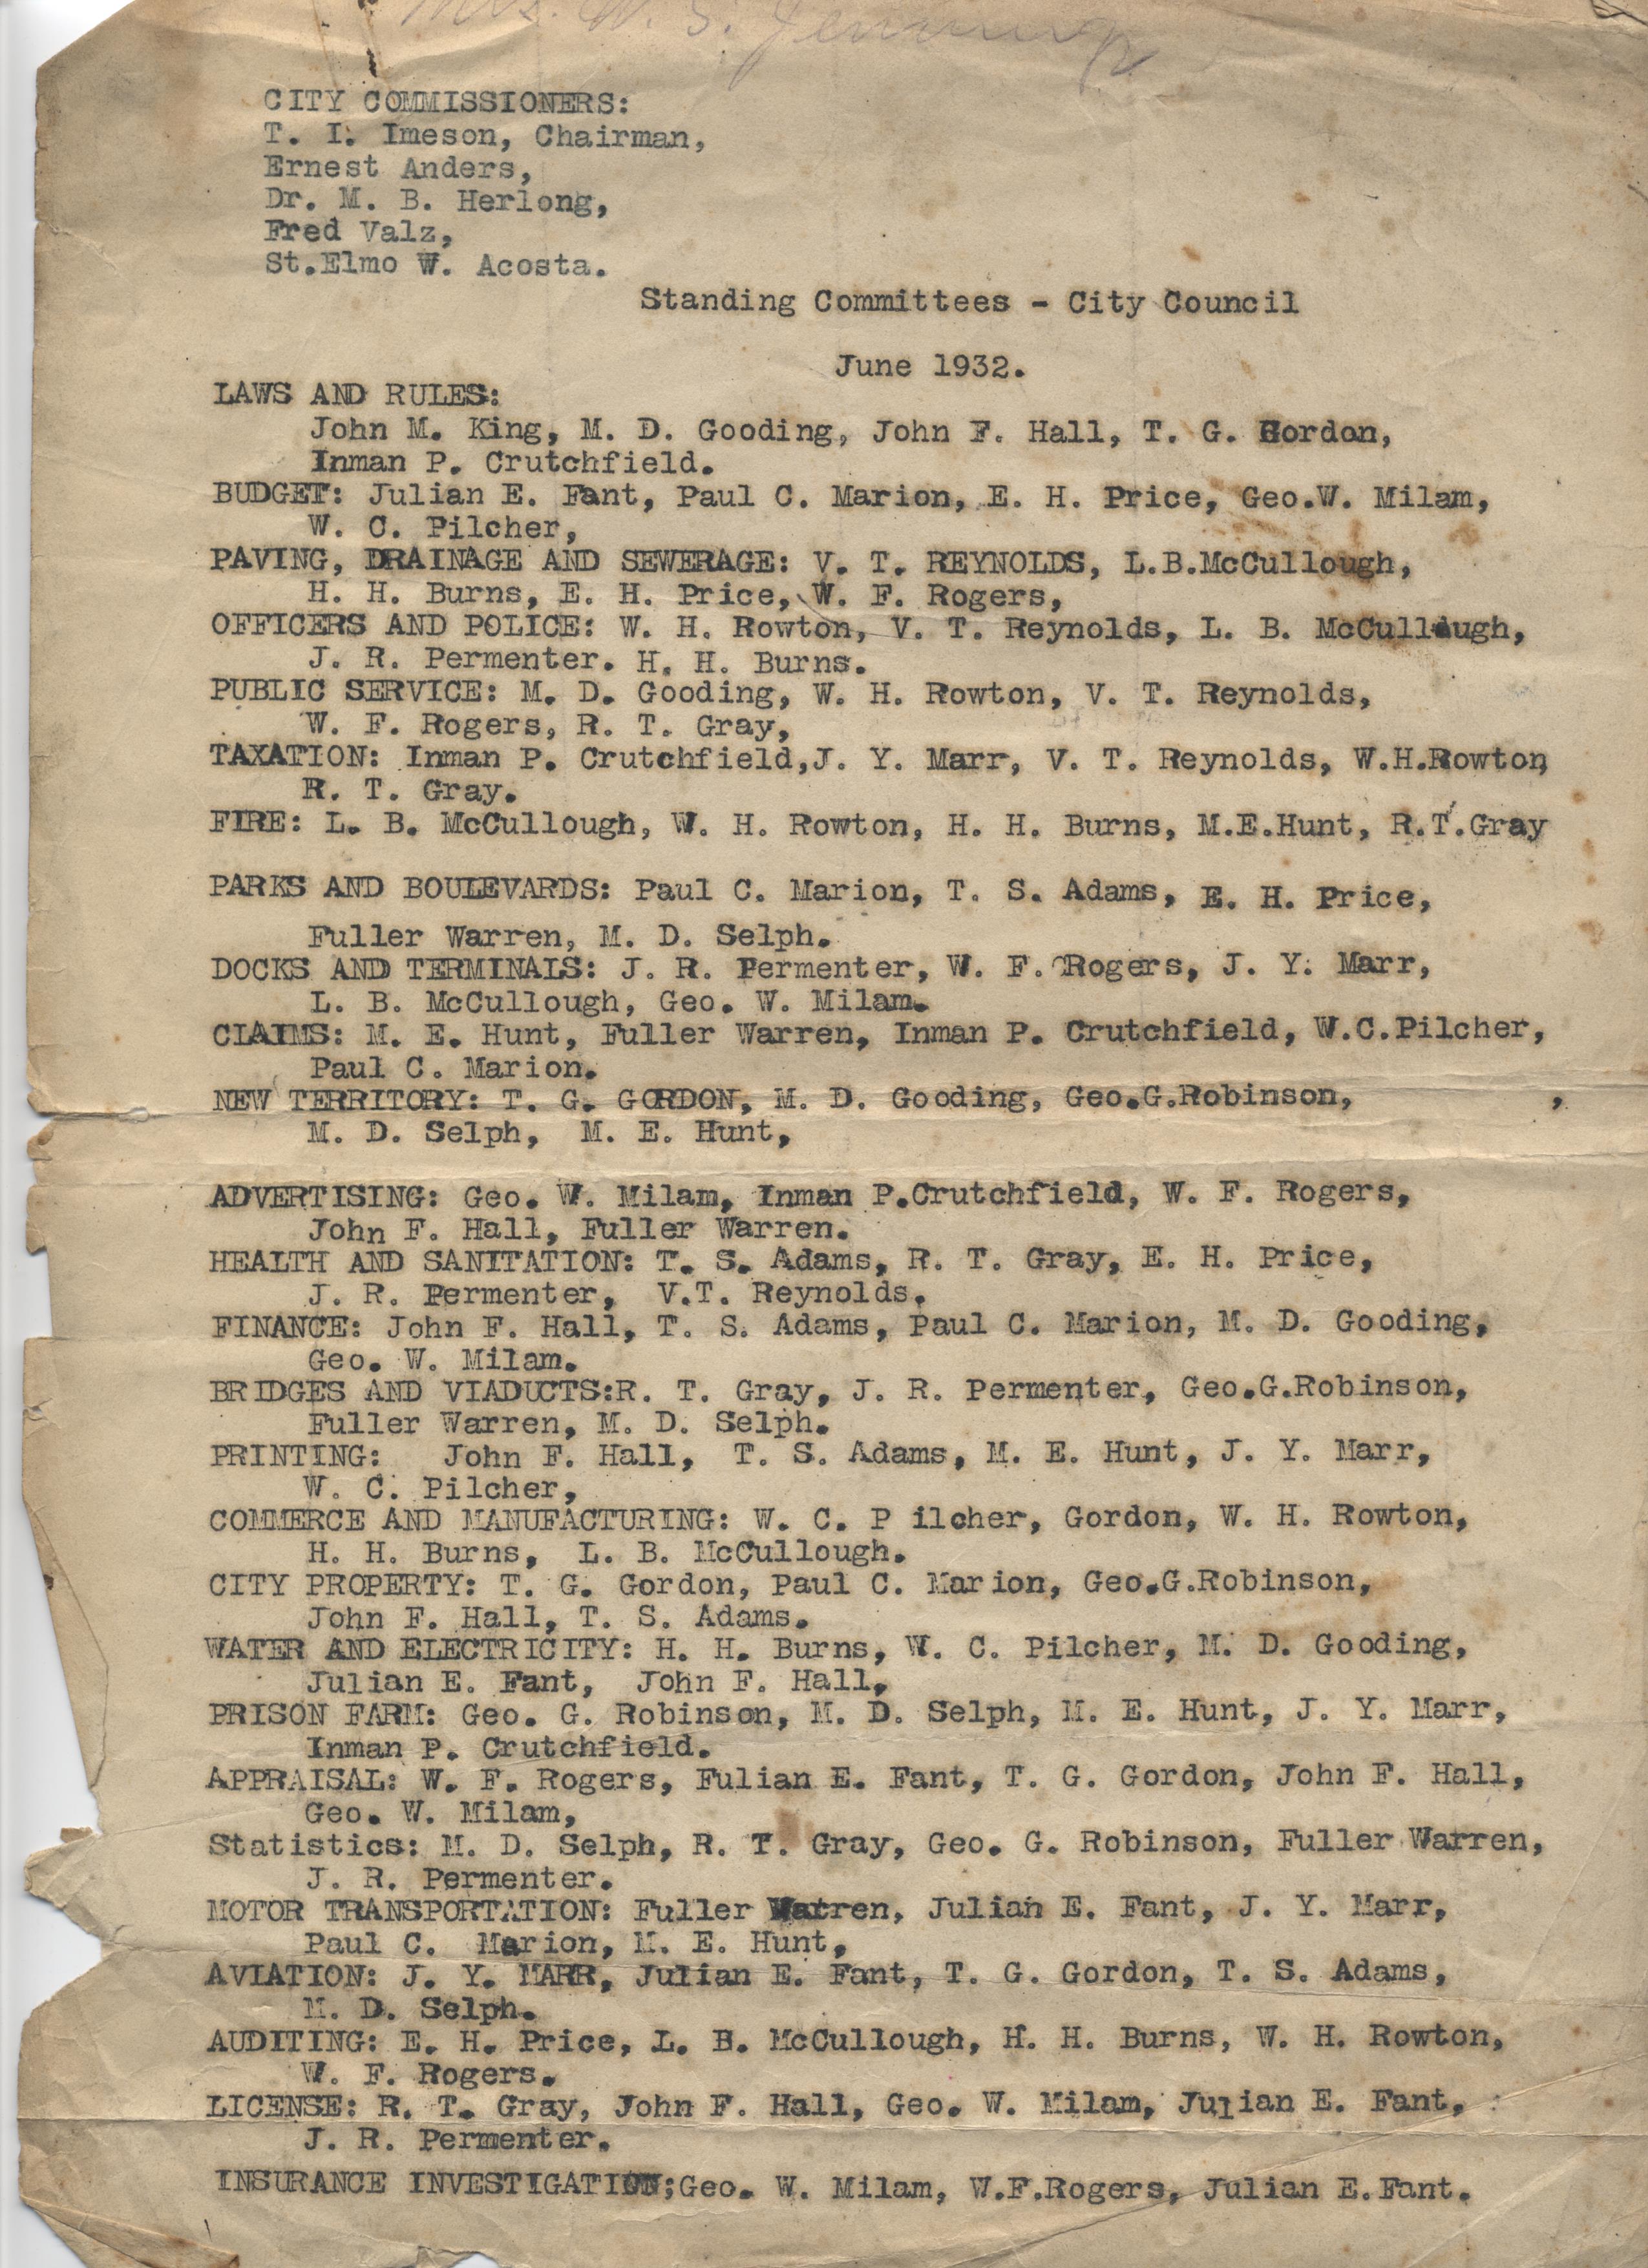 Mrs. W. S. Jennings
CITY COMMISSIONERS:
T. I. Imeson, Chairman,
Ernest Anders,
Dr. M. B. Herlong,
Fred Valz,
St.Elmo W. Acosta.
Standing Committees - City Council
June 1932.
LAWS AND RULES:
John M. King, M. D. Gooding, John F. Hall, T. G. Gordon,
Inman P. Crutchfield.
BUDGET: Julian E. Fant, Paul C. Marion, E. H. Price, Geo.W. Milam,
W. C. Pilcher,
PAVING, DRAINAGE AND SEWERAGE: V. T. REYNOLDS, L.B.McCullough,
H. H. Burns, E. H. Price, W. F. Rogers,
OFFICERS AND POLICE: W. H. Rowton, V. T. Reynolds, L. B. McCullough,
J. R. Permenter. H. H. Burns.
PUBLIC SERVICE: M. D. Gooding, W. H. Rowton, V. T. Reynolds,
W. F. Rogers, R. T. Gray,
TAXATION: Inman P. Crutchfield,J. Y. Marr, V. T. Reynolds, W.H.Rowton,
R. T. Gray.
FIRE: L. B. McCullough, W. H. Rowton, H. H. Burns, M.E.Hunt, R.T.Gray
PARKS AND BOULEVARDS: Paul C. Marion, T. S. Adams, E. H. Price,
Fuller Warren, M. D. Selph.
DOCKS AND TERMINALS: J. R. Permenter, W. F. Rogers, J. Y. Marr,
L. B. McCullough, Geo. W. Milam.
CLAIMS: M. E. Hunt, Fuller Warren, Inman P. Crutchfield, W.C.Pilcher,
Paul C. Marion.
NEW TERRITORY: T. G. GORDON, M. D. Gooding, Geo.G.Robinson, ,
M. D. Selph, M. E. Hunt,
ADVERTISING: Geo. W. Milam, Inman P.Crutchfield, W. F. Rogers,
John F. Hall, Fuller Warren.
HEALTH AND SANITATION: T. S. Adams, R. T. Gray, E. H. Price,
J. R. Permenter, V.T. Reynolds.
FINANCE: John F. Hall, T. S. Adams, Paul C. Marion, M. D. Gooding,
Geo. W. Milam.
BRIDGES AND VIADUCTS:R. T. Gray, J. R. Permenter, Geo.G.Robinson,
Fuller Warren, M. D. Selph.
PRINTING: John F. Hall, T. S. Adams, M. E. Hunt, J. Y. Marr,
W. C. Pilcher,
COMMERCE AND MANUFACTURING: W. C. P ilcher, Gordon, W. H. Rowton,
H. H. Burns, L. B. McCullough.
CITY PROPERTY: T. G. Gordon, Paul C. Marion, Geo.G.Robinson,
John F. Hall, T. S. Adams.
WATER AND ELECTRICITY: H. H. Burns, W. C. Pilcher, M. D. Gooding,
Julian E. Fant, John F. Hall,
PRISON FARM: Geo. G. Robinson, M. D. Selph, M. E. Hunt, J. Y. Marr,
Inman P. Crutchfield.
APPRAISAL: W. F. Rogers, Fulian E. Fant, T. G. Gordon, John F. Hall,
Geo. W. Milam,
Statistics: M. D. Selph, R. T. Gray, Geo. G. Robinson, Fuller Warren,
J. R. Permenter.
MOTOR TRANSPORTATION: Fuller Warren, Julian E. Fant, J. Y. Marr,
Paul C. Marion, M. E. Hunt,
AVIATION: J. Y. MARR, Julian E. Fant, T. G. Gordon, T. S. Adams,
M. D. Selph.
AUDITING: E. H. Price, L. B. McCullough, H. H. Burns, W. H. Rowton,
W. F. Rogers.
LICENSE: R. T. Gray, John F. Hall, Geo. W. Milam, Julian E. Fant,
J. R. Permenter.
INSURANCE INVESTIGATION;Geo. W. Milam, W.F.Rogers, Julian E.Fant.